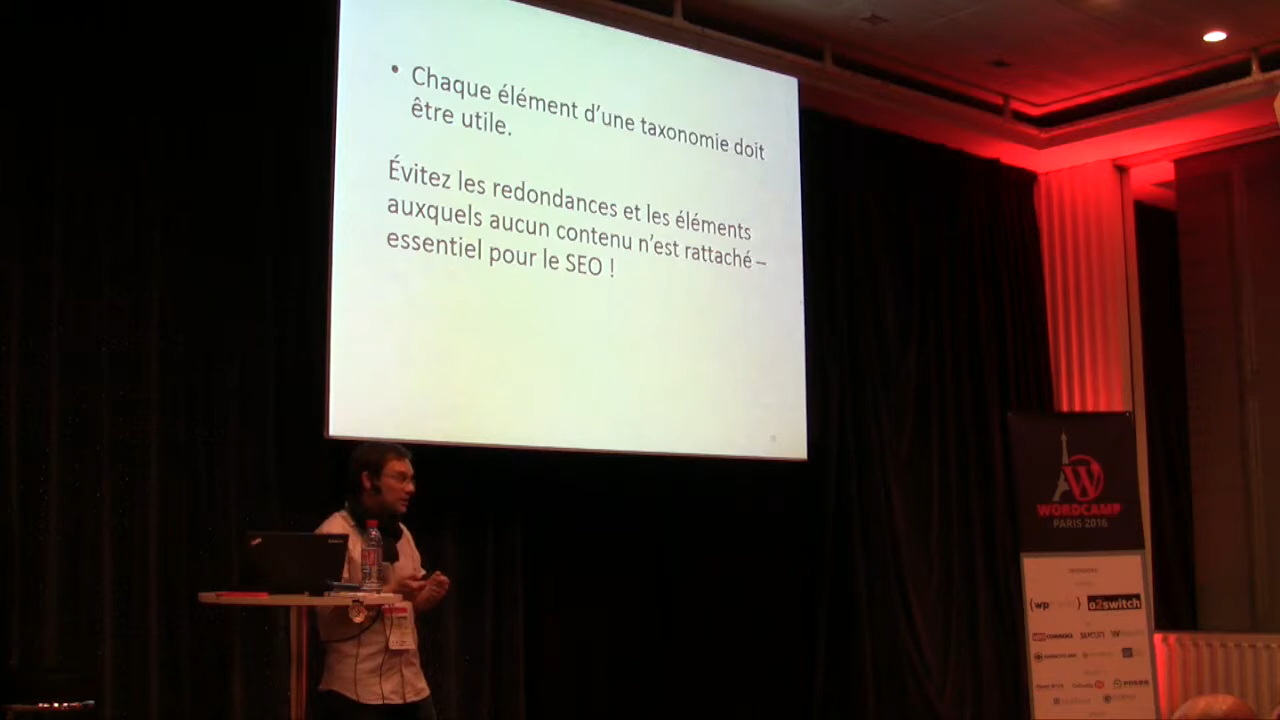 • Chaque élément d’une taxonomie doit
être utile.
Évitez les redondances et les éléments
auxquels aucun contenu n’est rattaché –
essentiel pour le SEO !
WORDCAMP
PARIS 2016
(wp
o2switch